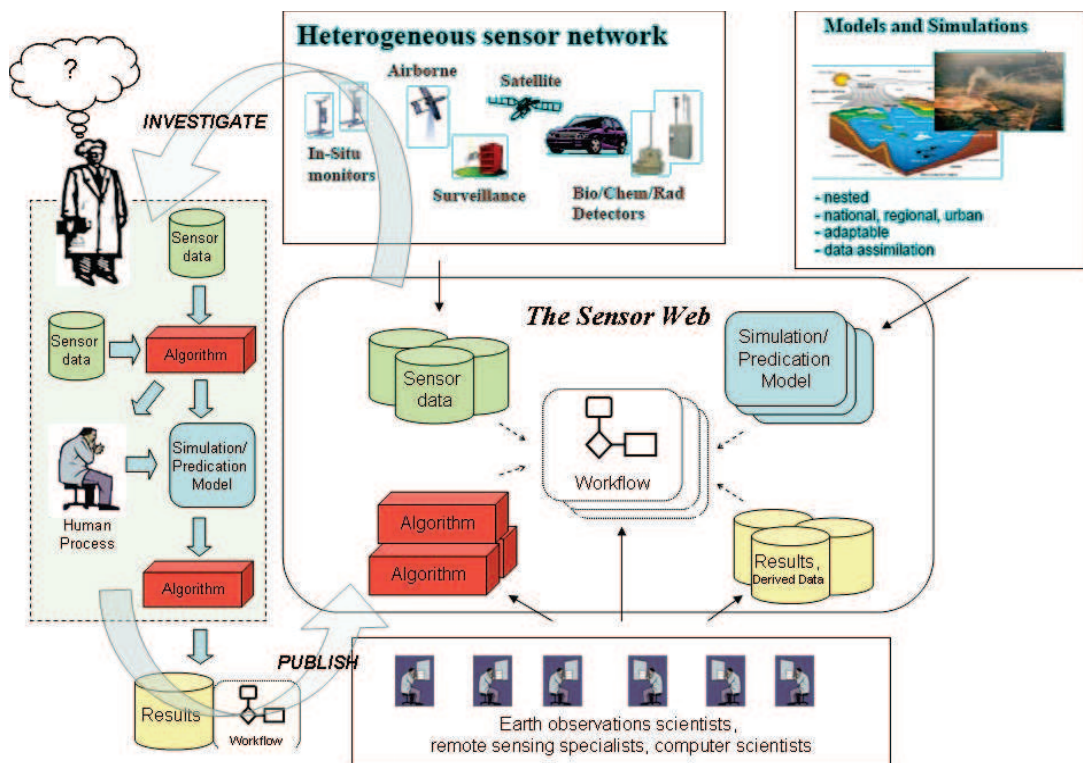 ?
INVESTIGATE
Heterogeneous sensor network
Airborne
Satellite
In-Situ
monitors
Surveillance
Bio/Chem/Rad
Detectors
Models and Simulations
- nested
- national, regional, urban
- adaptable
- data assimilation
Sensor
data
Sensor
data
Algorithm
Simulation/
Predication
Model
Human
Process
Algorithm
Results
Workflow
PUBLISH
The Sensor Web
Sensor
data
Simulation/
Predication
Model
Workflow
Algorithm
Algorithm
Results,
Derived Data
Earth observations scientists,
remote sensing specialists, computer scientists